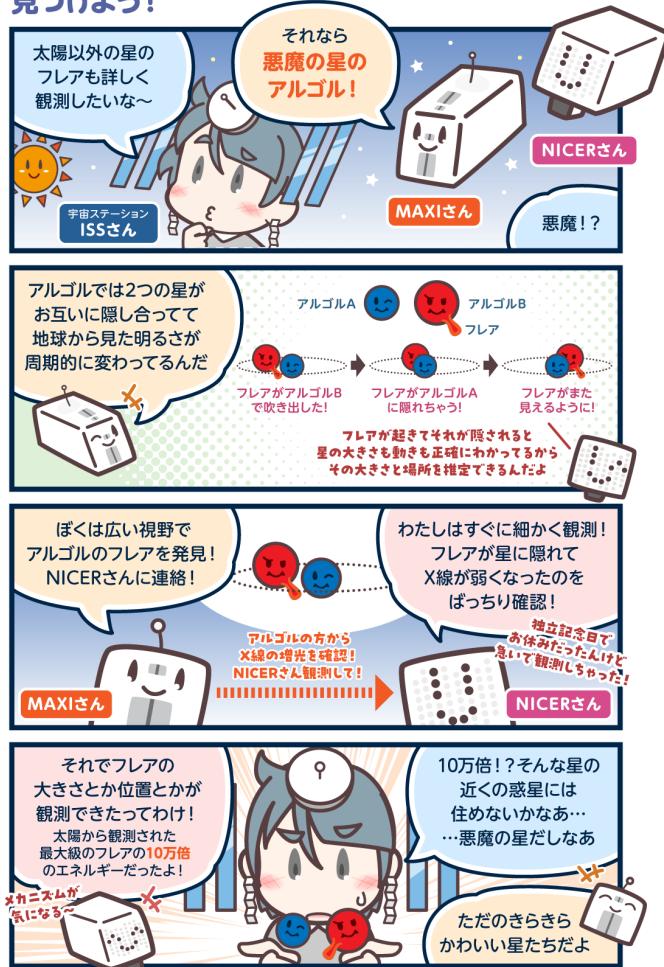 見つけよう！
太陽以外の星の
フレアも詳しく
観測したいな〜
それなら
悪魔の星の
アルゴル！
NICERさん
MAXIさん
宇宙ステーション
ISSさん
悪魔！？
アルゴルでは2つの星が
お互いに隠し合ってて
地球から見た明るさが
周期的に変わってるんだ
アルゴルA
アルゴルB
フレア
フレアがアルゴルB
で吹き出した！
フレアがアルゴルA
に隠れちゃう！
フレアがまた
見えるように！
フレアが起きてそれが隠されると
星の大きさも動きも正確にわかってるから
その大きさと場所を推定できるんだよ
ぼくは広い視野で
アルゴルのフレアを発見！
NICERさんに連絡！
わたしはすぐに細かく観測！
フレアが星に隠れて
X線が弱くなったのを
ばっちり確認！
アルゴルの方から
X線の増光を確認！
NICERさん観測して！
独立記念日で
お休みだったんけど
急いで観測しちゃった！
MAXIさん
NICERさん
それでフレアの
大きさとか位置とかが
観測できたってわけ！
太陽から観測された
最大級のフレアの10万倍
のエネルギーだったよ！
メカニズムが
気になる〜
10万倍！？そんな星の
近くの惑星には
住めないかなあ…
…悪魔の星だしなあ
ただのきらきら
かわいい星たちだよ